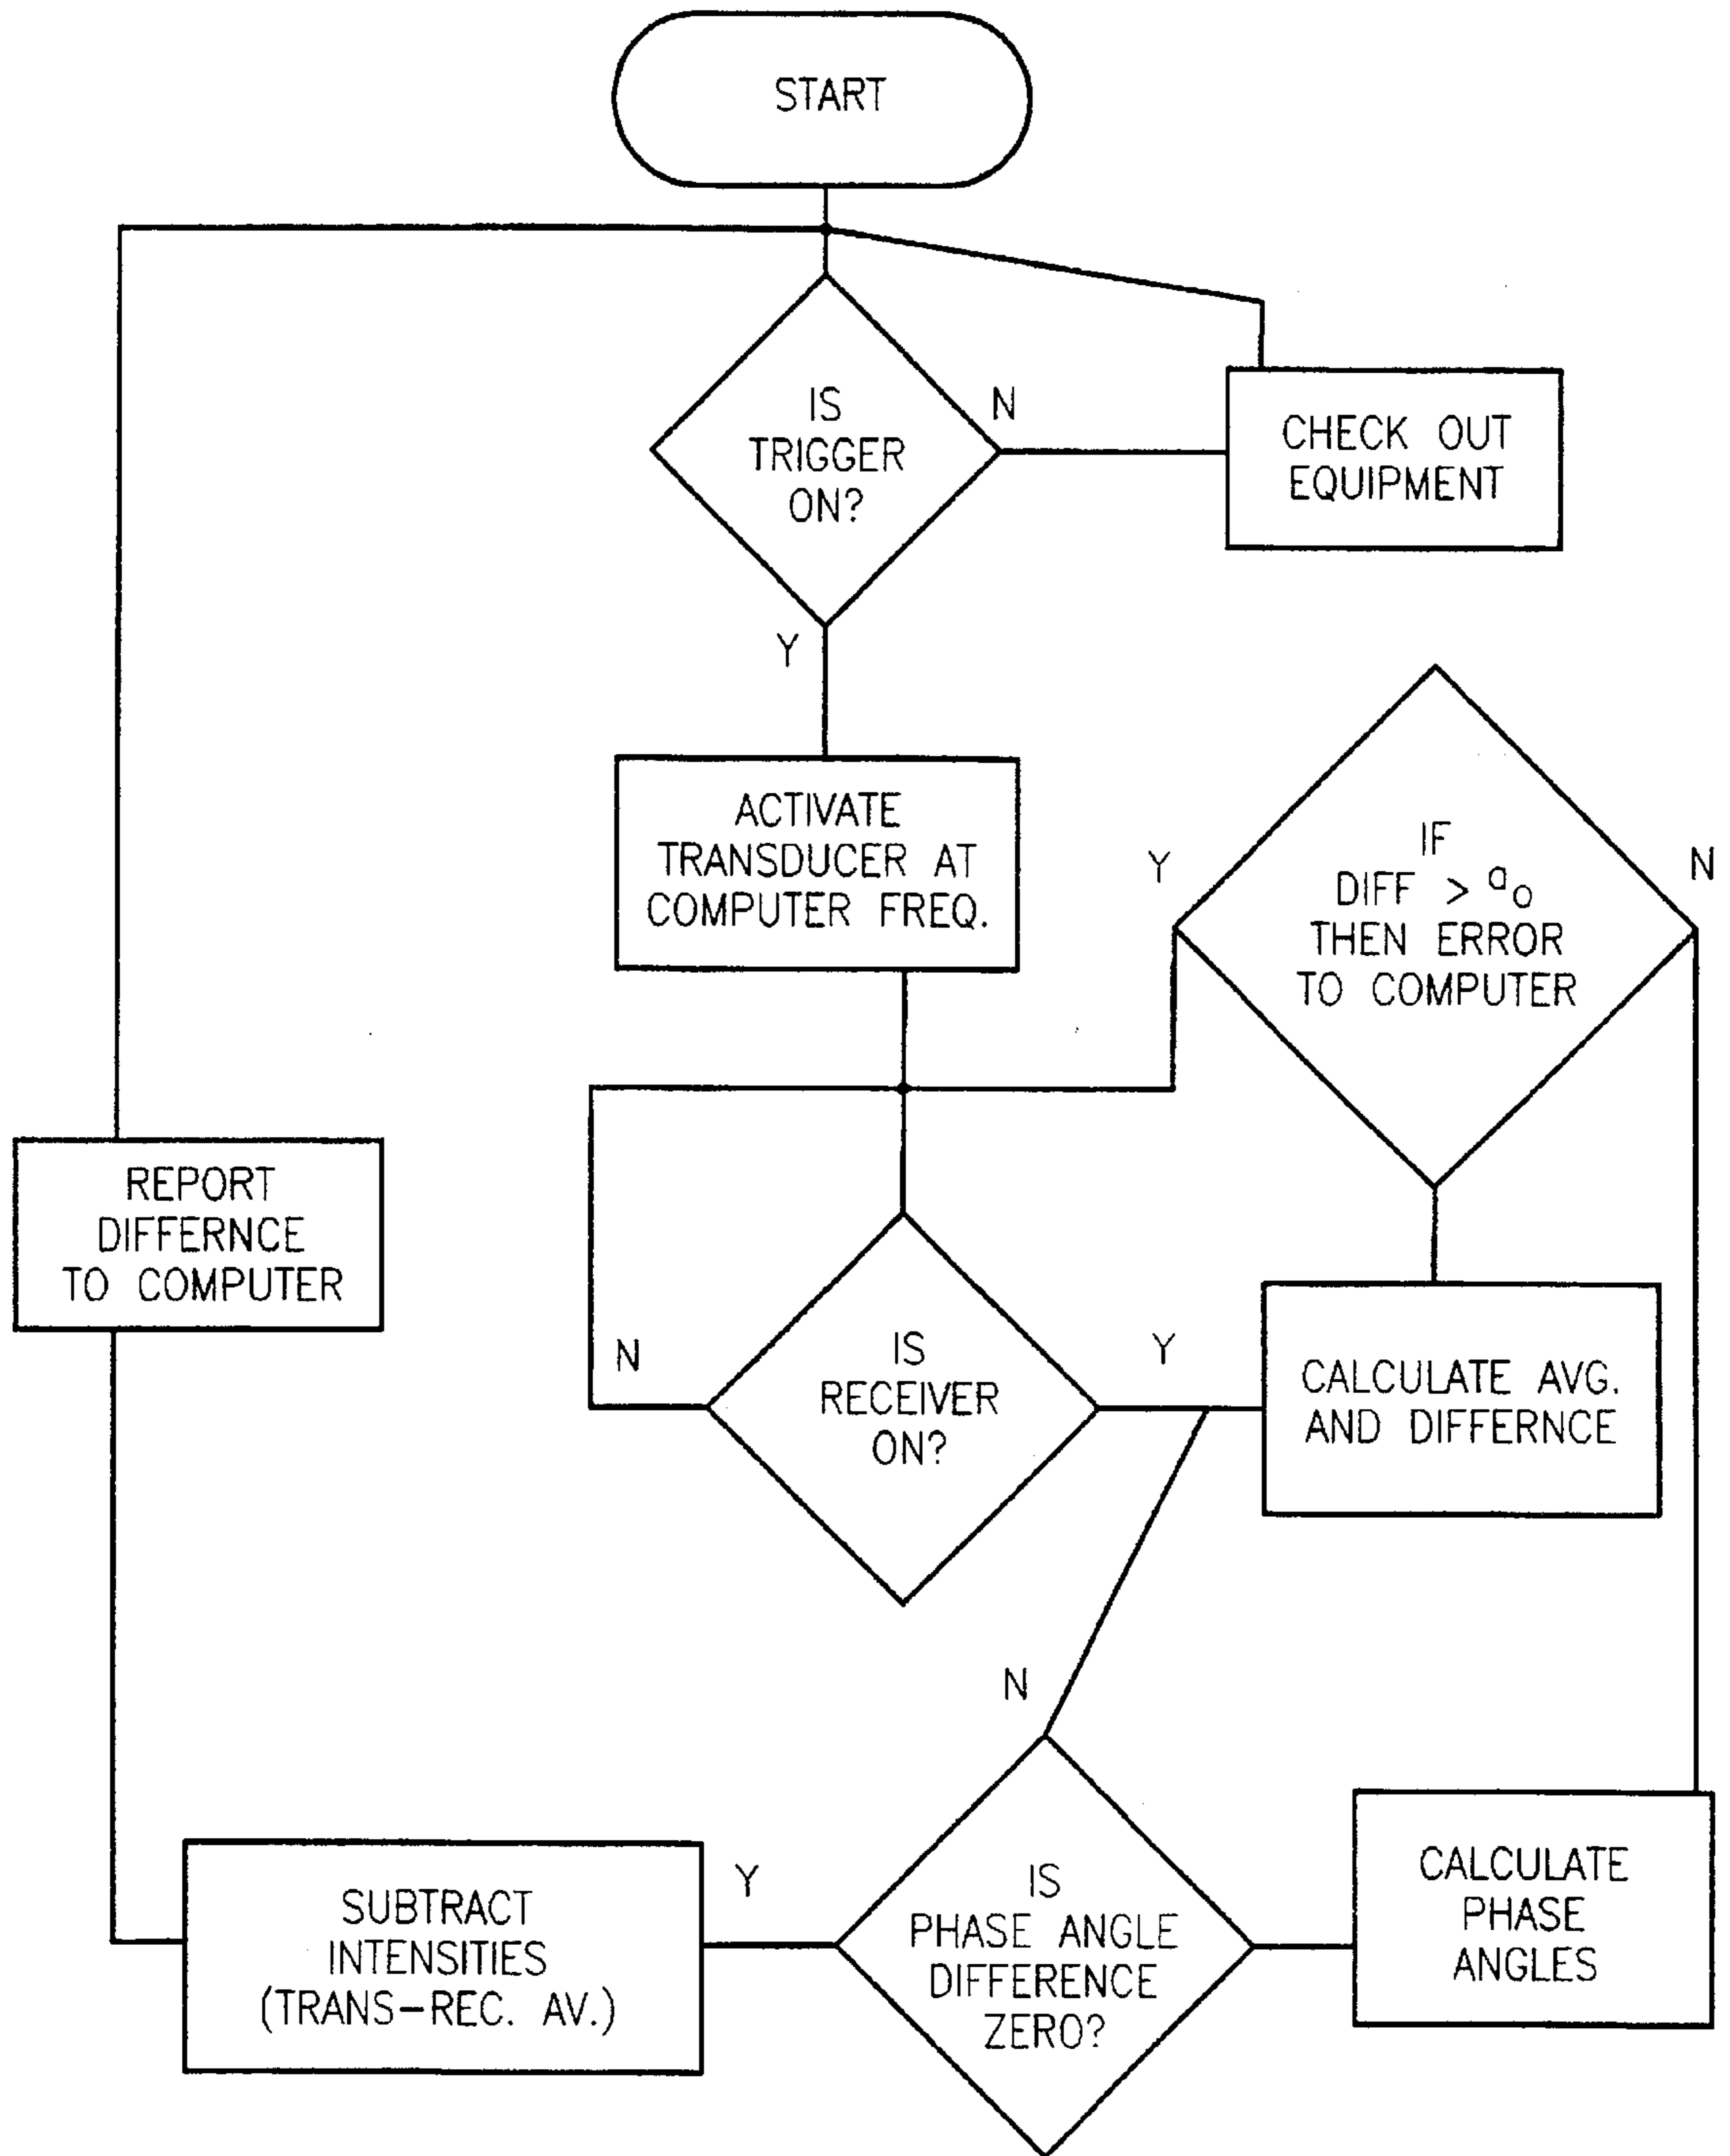 START
IS
TRIGGER
ON?
N
CHECK OUT
EQUIPMENT
Y
ACTIVATE
TRANSDUCER AT
COMPUTER FREQ.
Y
IF
DIFF > a₀
THEN ERROR
TO COMPUTER
N
REPORT
DIFFERNCE
TO COMPUTER
N
IS
RECEIVER
ON?
Y
CALCULATE AVG.
AND DIFFERNCE
N
SUBTRACT
INTENSITIES
(TRANS-REC. AV.)
Y
IS
PHASE ANGLE
DIFFERENCE
ZERO?
CALCULATE
PHASE
ANGLES